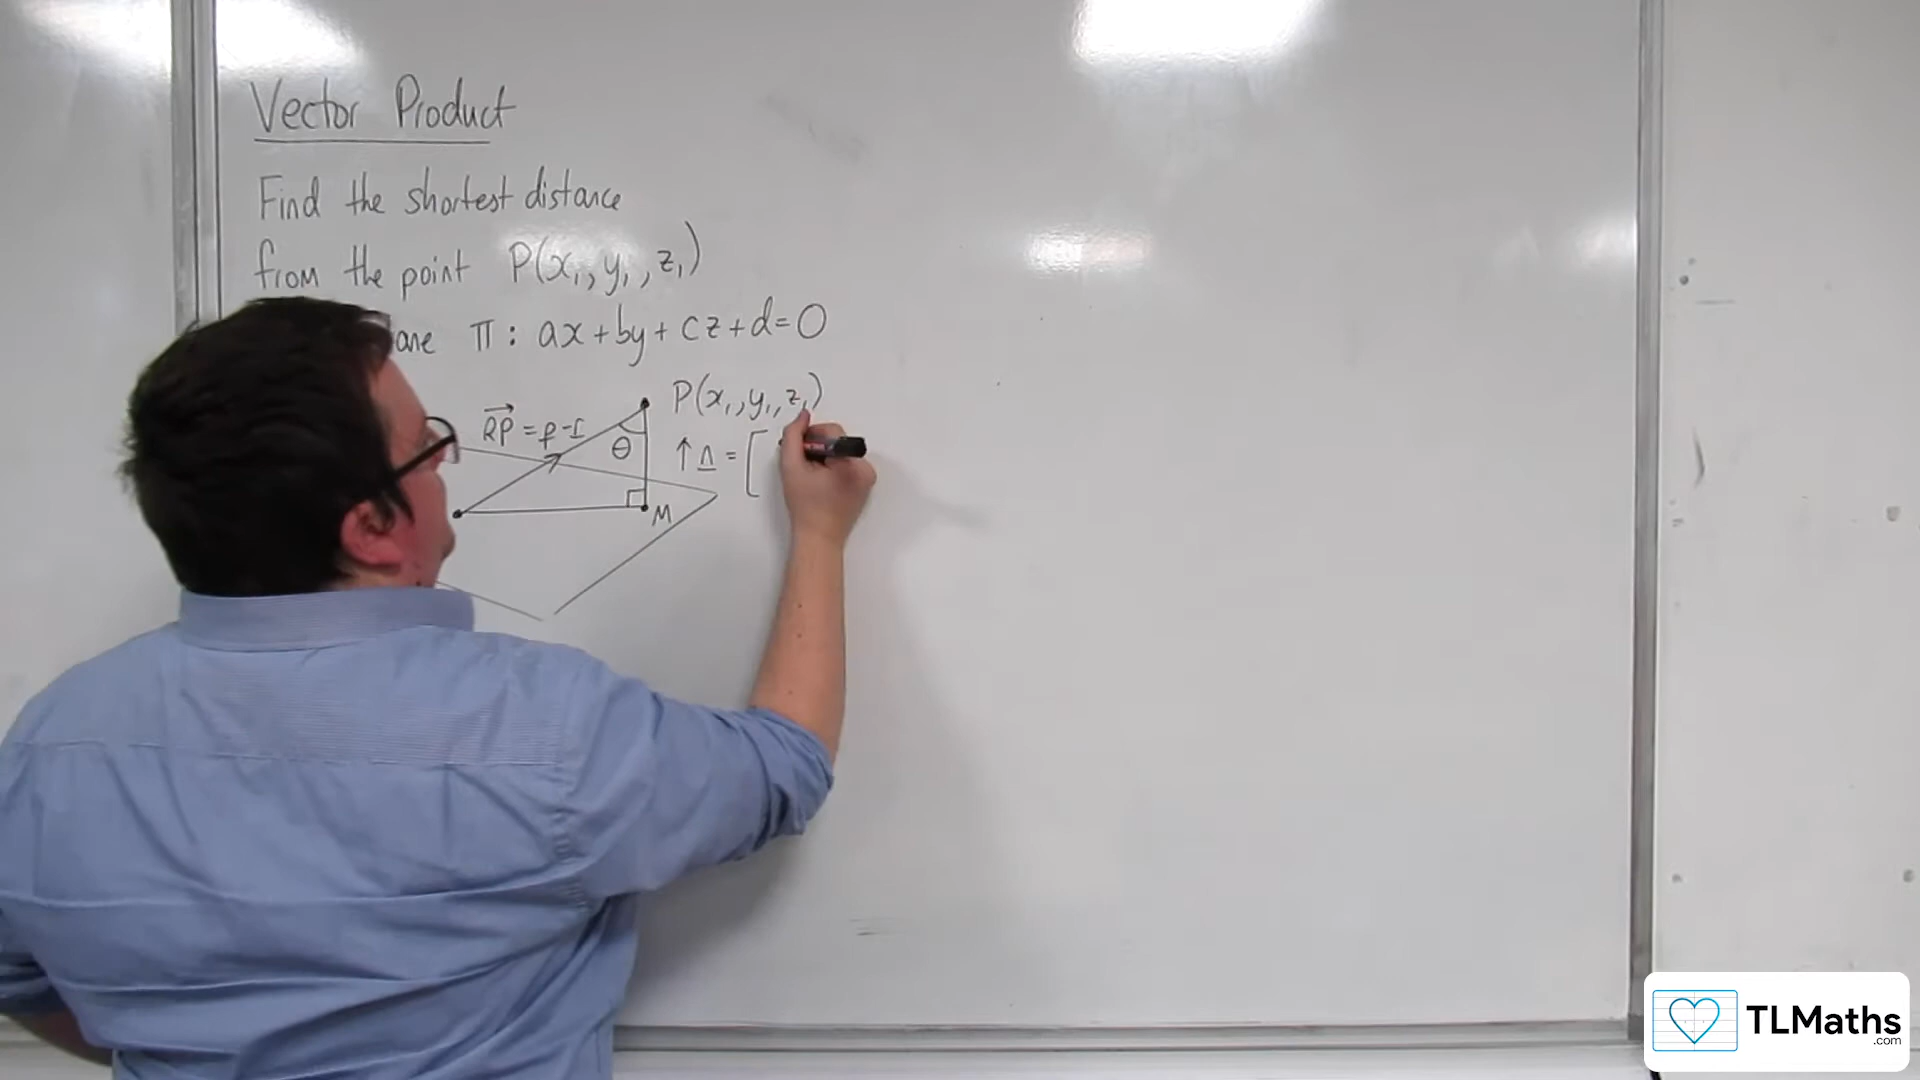 Vector Product
Find the shortest distance
from the point P(x₁, y₁, z₁)
ane π: ax+by+cz+d=0
P(x₁, y₁, z₁)
RP = p-r
θ
↑ n = [
M
TLMaths
.com